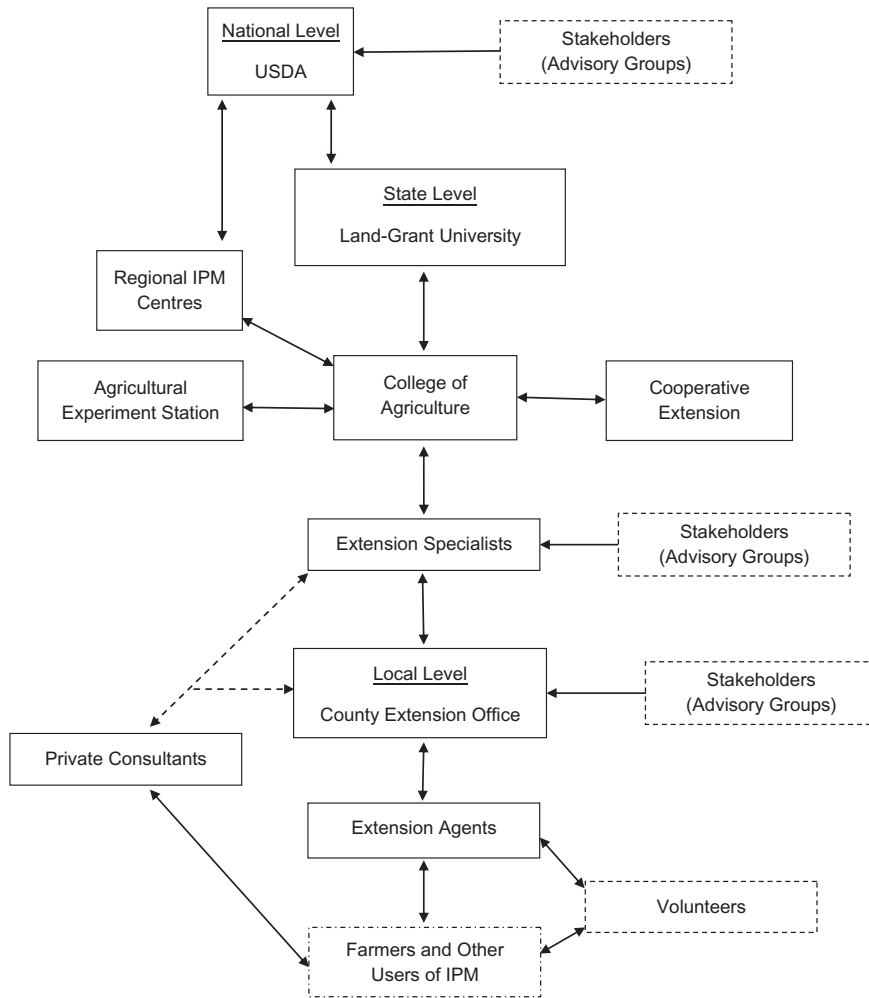 National Level
USDA
Stakeholders
(Advisory Groups)
State Level
Land-Grant University
Regional IPM
Centres
Agricultural
Experiment Station
College of
Agriculture
Cooperative
Extension
Extension Specialists
Stakeholders
(Advisory Groups)
Local Level
County Extension Office
Stakeholders
(Advisory Groups)
Private Consultants
Extension Agents
Volunteers
Farmers and Other
Users of IPM